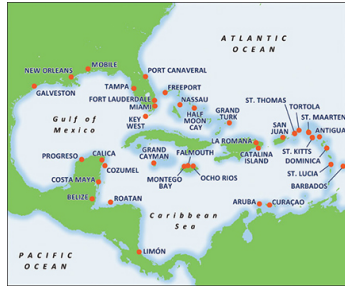 ATLANTIC
OCEAN
MOBILE
NEW ORLEANS
PORT CANAVERAL
GALVESTON
TAMPA
FREEPORT
FORT LAUDERDALE
MIAMI
NASSAU
ST. THOMAS
TORTOLA
Gulf of
Mexico
KEY
WEST
HALF
MOON
CAY
GRAND
TURK
ST. MAARTEN
SAN
JUAN
ANTIGUA
LA ROMANA
PROGRESO
CALICA
GRAND
CAYMAN
FALMOUTH
CATALINA
ISLAND
ST. KITTS
DOMINICA
COZUMEL
COSTA MAYA
MONTEGO
BAY
OCHO RIOS
ST. LUCIA
BARBADOS
BELIZE
ROATAN
ARUBA
CURAÇAO
Caribbean
Sea
LIMÓN
PACIFIC
OCEAN